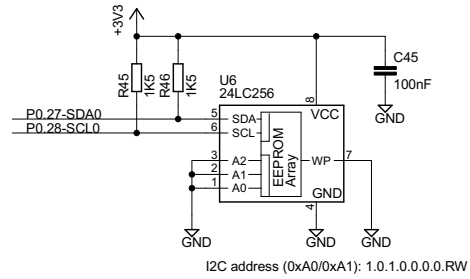 +3V3
R45
1K5
R46
1K5
U6
24LC256
C45
100nF
GND
P0.27-SDA0
P0.28-SCL0
5 SDA
6 SCL
8
VCC
3 A2
2 A1
1 A0
EEPROM
Array
WP 7
GND
4
GND
GND
GND
I2C address (0xA0/0xA1): 1.0.1.0.0.0.0.RW